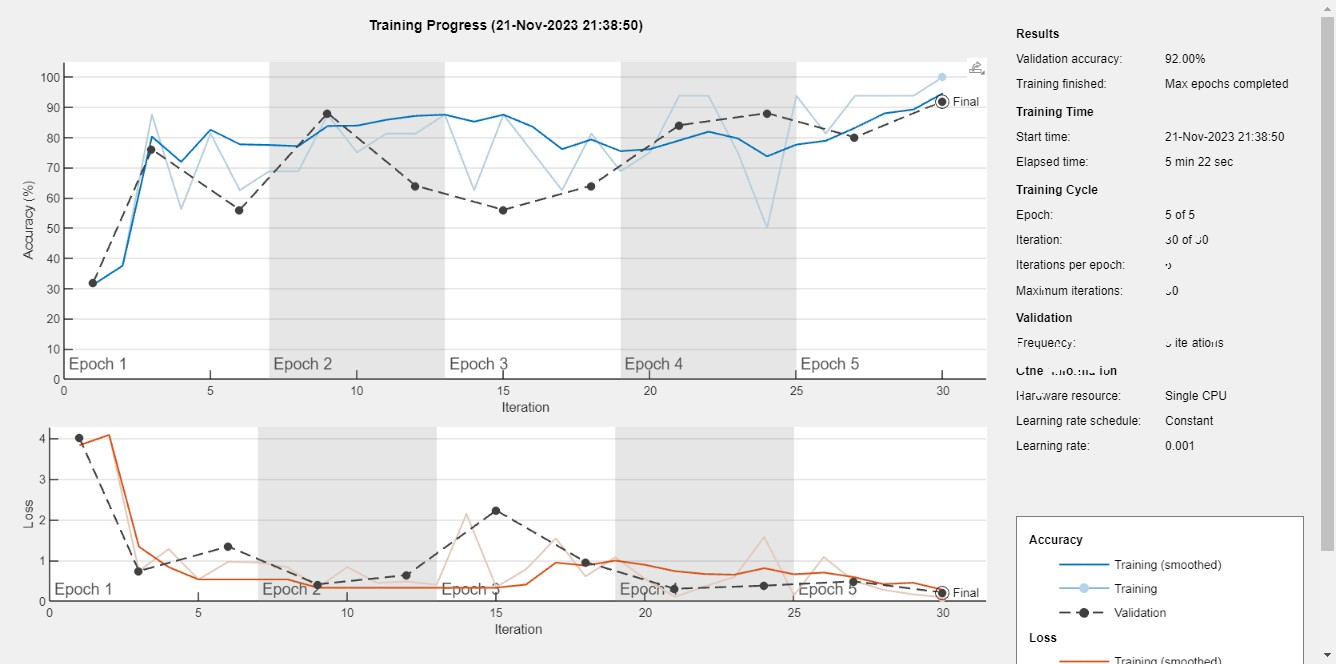 Training Progress (21-Nov-2023 21:38:50)
100
90
80
70
60
50
40
30
20
10
0
Accuracy (%)
Final
Epoch 1 Epoch 2 Epoch 3 Epoch 4 Epoch 5
0 5 10 15 20 25 30
Iteration
4
3
2
1
0
Loss
Final
Epoch 1 Epoch 2 Epoch 3 Epoch 4 Epoch 5
0 5 10 15 20 25 30
Iteration
Results
Validation accuracy: 92.00%
Training finished: Max epochs completed
Training Time
Start time: 21-Nov-2023 21:38:50
Elapsed time: 5 min 22 sec
Training Cycle
Epoch: 5 of 5
Iteration: 30 of 30
Iterations per epoch:
Maximum iterations:
Validation
Frequency:
Hardware resource: Single CPU
Learning rate schedule: Constant
Learning rate: 0.001
Accuracy
Training (smoothed)
Training
Validation
Loss
Training (smoothed)